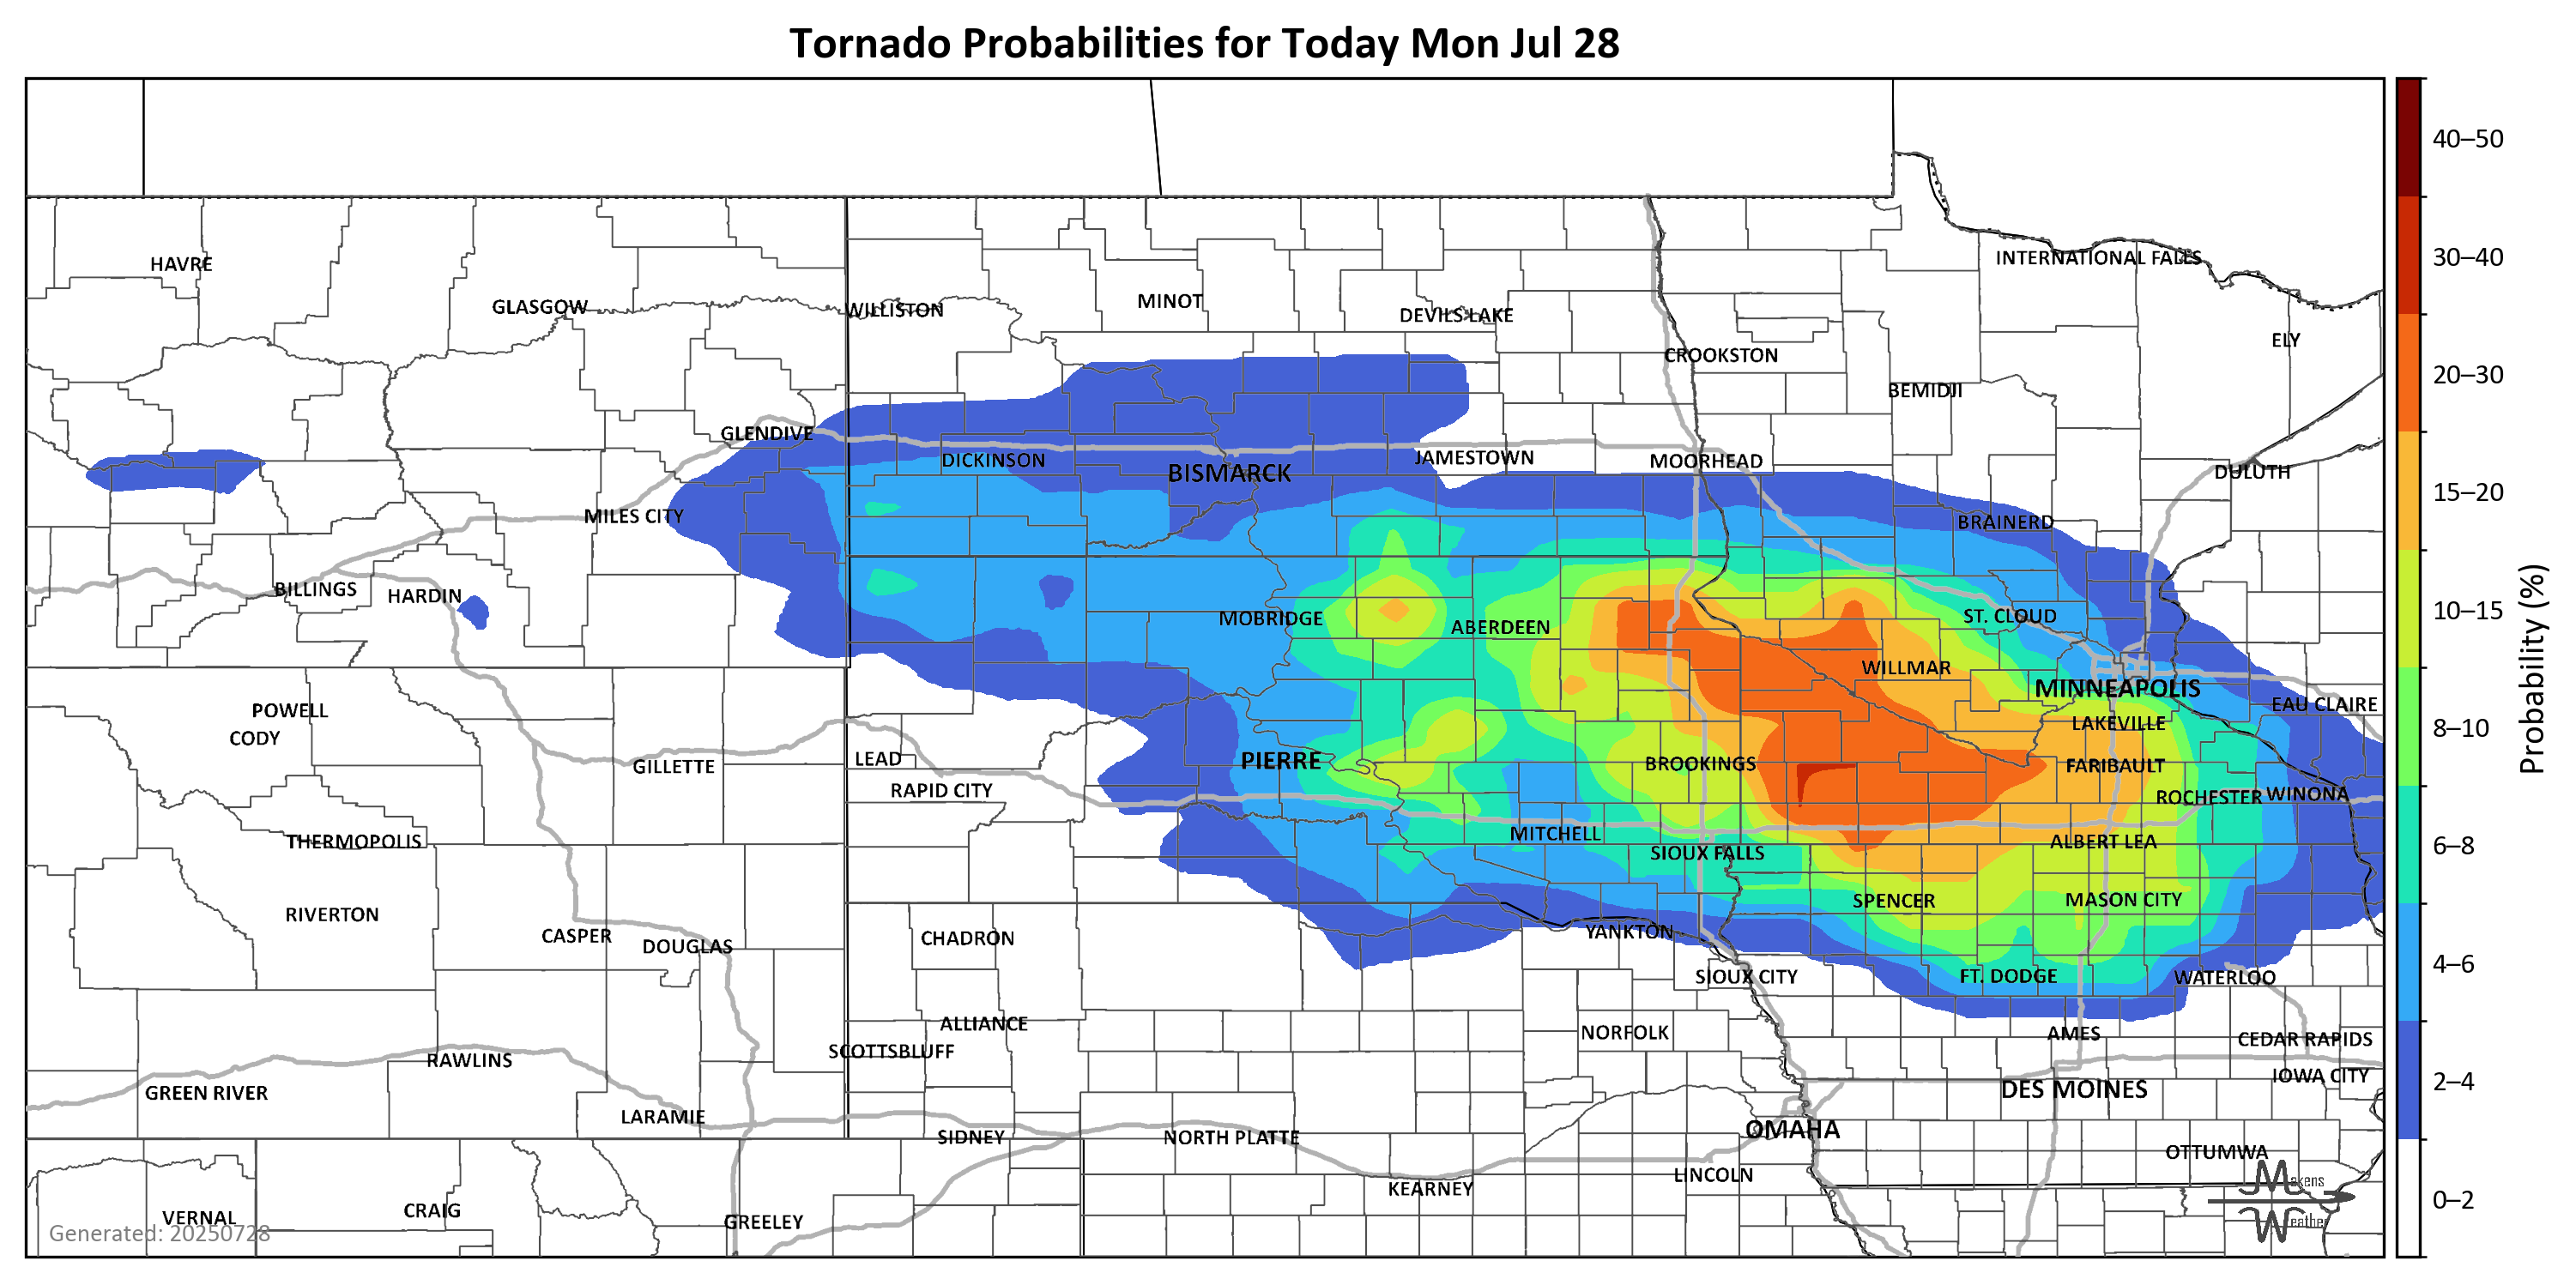 Tornado Probabilities for Today Mon Jul 28
40–50
HAVRE
INTERNATIONAL FALLS
30–40
GLASGOW
WILLISTON
MINOT
DEVILS LAKE
ELY
CROOKSTON
20–30
BEMIDJI
GLENDIVE
DICKINSON
BISMARCK
JAMESTOWN
MOORHEAD
DULUTH
15–20
MILES CITY
BRAINERD
BILLINGS
HARDIN
MOBRIDGE
ABERDEEN
ST. CLOUD
10–15
WILLMAR
MINNEAPOLIS
Probability (%)
POWELL
EAU CLAIRE
CODY
LAKEVILLE
8–10
GILLETTE
LEAD
PIERRE
BROOKINGS
FARIBAULT
RAPID CITY
ROCHESTER
WINONA
THERMOPOLIS
MITCHELL
ALBERT LEA
SIOUX FALLS
6–8
RIVERTON
SPENCER
MASON CITY
CASPER
DOUGLAS
CHADRON
YANKTON
4–6
SIOUX CITY
FT. DODGE
WATERLOO
ALLIANCE
NORFOLK
AMES
CEDAR RAPIDS
SCOTTSBLUFF
RAWLINS
IOWA CITY
2–4
GREEN RIVER
DES MOINES
LARAMIE
OMAHA
SIDNEY
NORTH PLATTE
OTTUMWA
LINCOLN
KEARNEY
Makens
0–2
VERNAL
CRAIG
GREELEY
Weather
Generated: 20250728